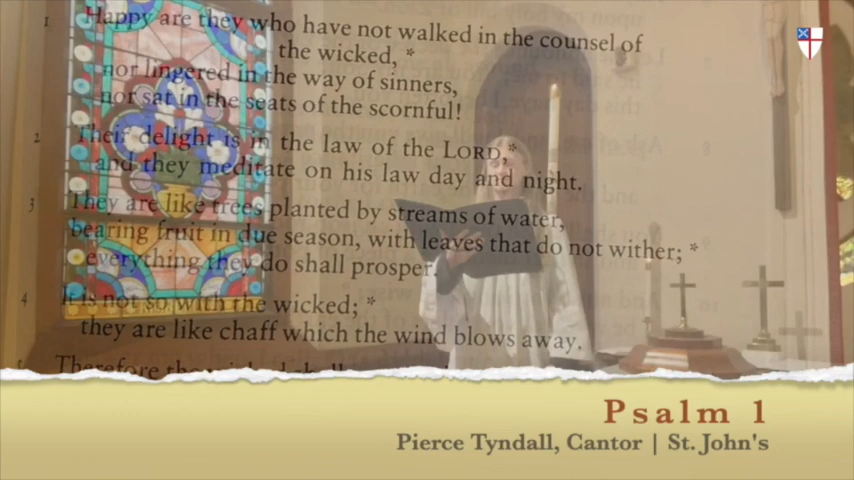 1 Happy are they who have not walked in the counsel of
the wicked, *
nor lingered in the way of sinners,
nor sat in the seats of the scornful!
2 Their delight is in the law of the LORD, *
and they meditate on his law day and night.
3 They are like trees planted by streams of water,
bearing fruit in due season, with leaves that do not wither; *
everything they do shall prosper.
4 It is not so with the wicked; *
they are like chaff which the wind blows away.
Therefore the
Psalm 1
Pierce Tyndall, Cantor | St. John's